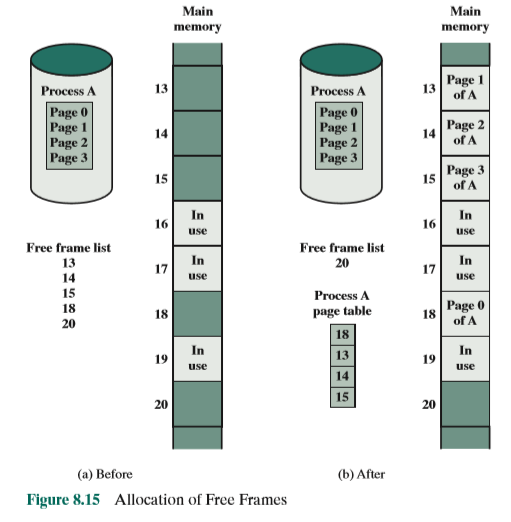 Main
memory
Process A
Page 0
Page 1
Page 2
Page 3
13
14
15
16
In
use
17
In
use
18
19
In
use
20
Free frame list
13
14
15
18
20
(a) Before
Main
memory
Process A
Page 0
Page 1
Page 2
Page 3
13
Page 1
of A
14
Page 2
of A
15
Page 3
of A
16
In
use
17
In
use
18
Page 0
of A
19
In
use
20
Free frame list
20
Process A
page table
18
13
14
15
(b) After
Figure 8.15 Allocation of Free Frames